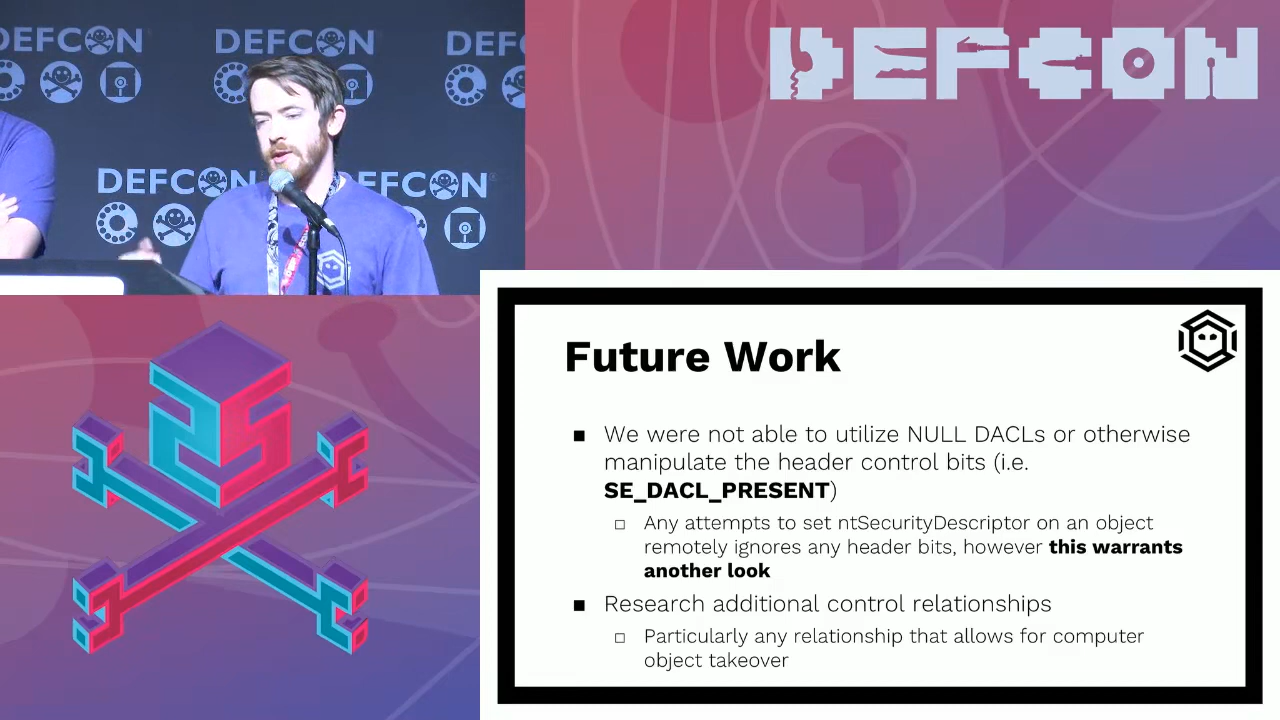 DEFCON
DEFCON
DEFC
DEFCON
DEFCON
DEFCON
25
Future Work
■ We were not able to utilize NULL DACLs or otherwise
manipulate the header control bits (i.e.
SE_DACL_PRESENT)
□ Any attempts to set ntSecurityDescriptor on an object
remotely ignores any header bits, however this warrants
another look
■ Research additional control relationships
□ Particularly any relationship that allows for computer
object takeover